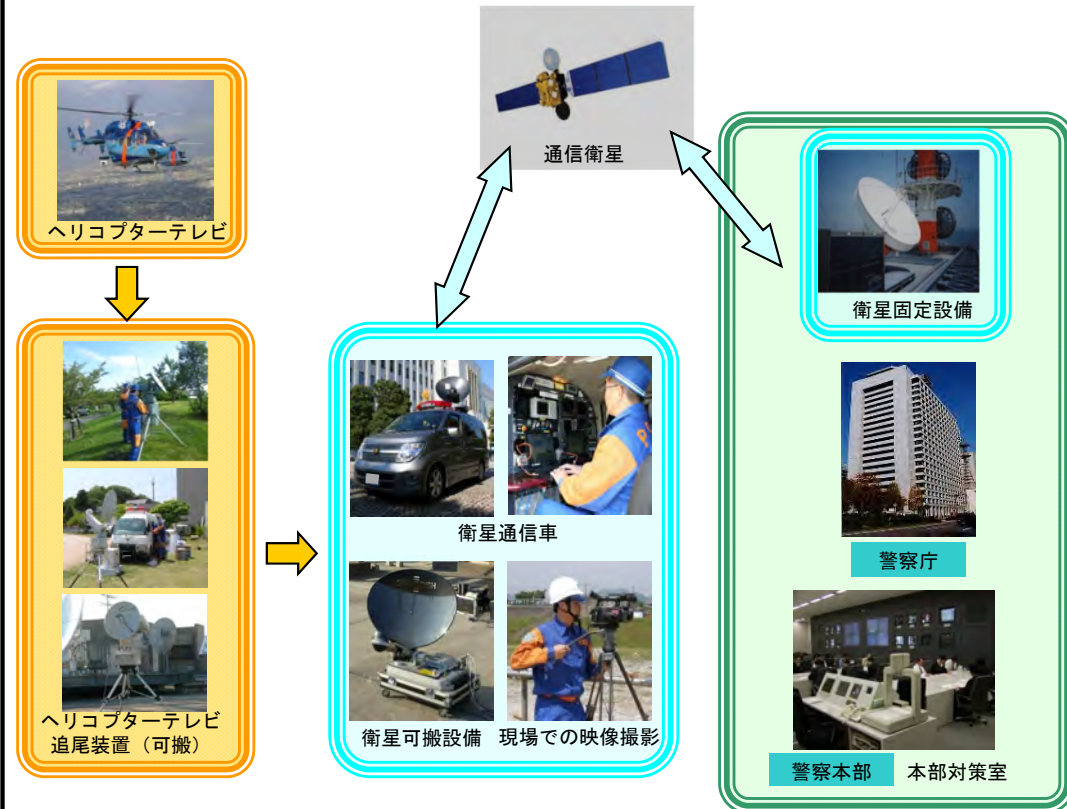 通信衛星
ヘリコプターテレビ
衛星固定設備
衛星通信車
警察庁
ヘリコプターテレビ
追尾装置（可搬）
衛星可搬設備
現場での映像撮影
警察本部
本部対策室